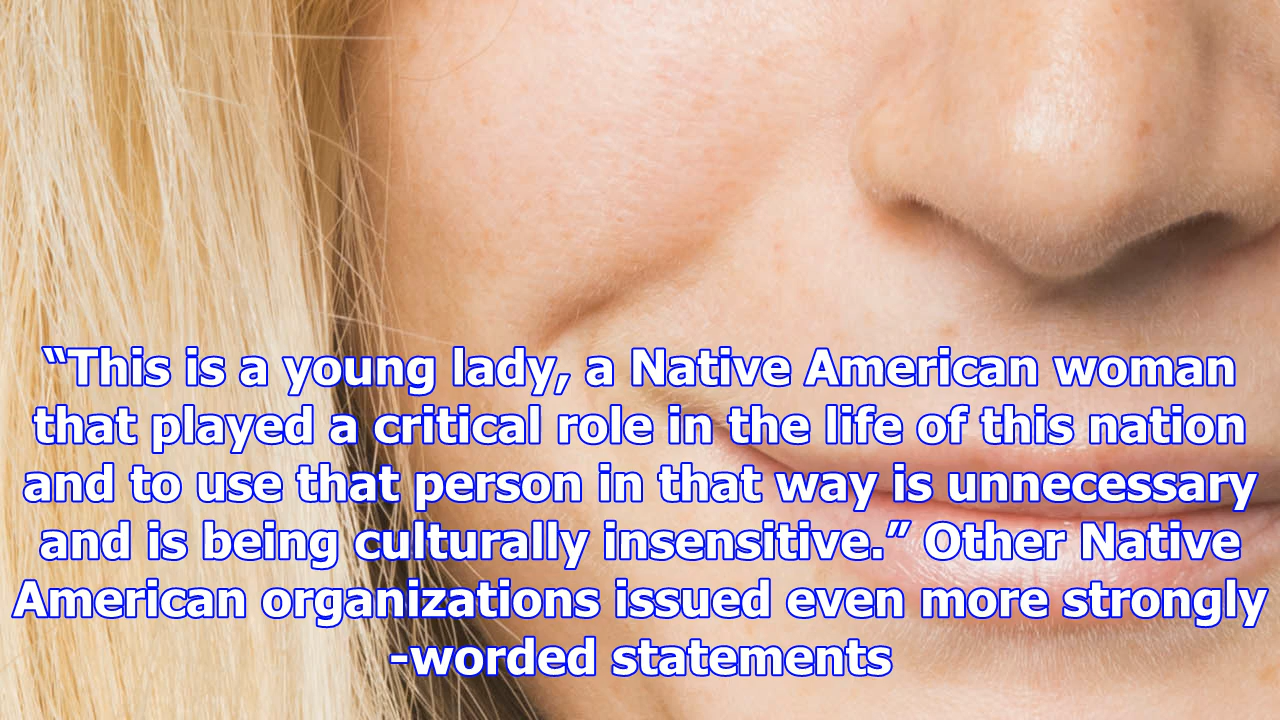 “This is a young lady, a Native American woman
that played a critical role in the life of this nation
and to use that person in that way is unnecessary
and is being culturally insensitive.” Other Native
American organizations issued even more strongly
-worded statements